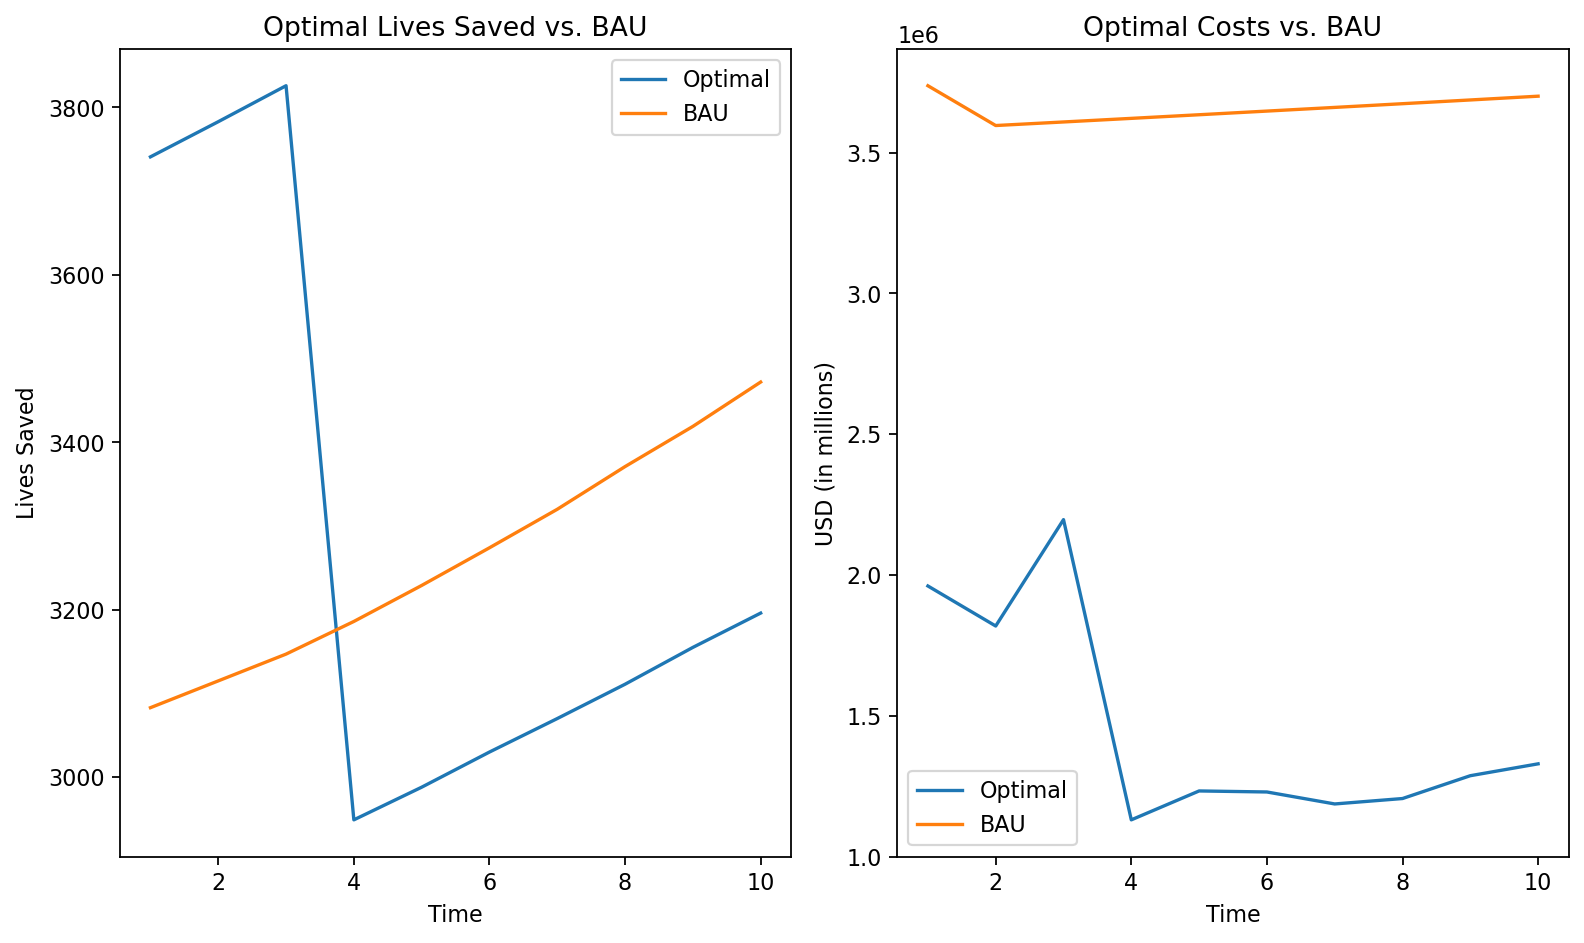 Optimal Lives Saved vs. BAU
Optimal
BAU
3800
3600
3400
3200
3000
Lives Saved
2 4 6 8 10
Time
Optimal Costs vs. BAU
1e6
3.5
3.0
2.5
2.0
1.5
1.0
USD (in millions)
Optimal
BAU
2 4 6 8 10
Time